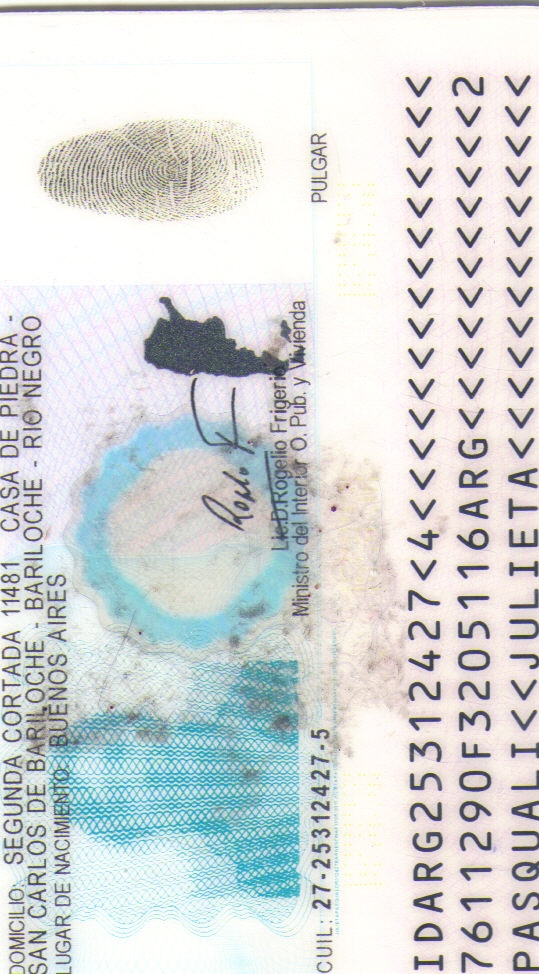 DOMICILIO: SEGUNDA CORTADA 11481 CASA DE PIEDRA -
SAN CARLOS DE BARILOCHE - BARILOCHE - RIO NEGRO
LUGAR DE NACIMIENTO: BUENOS AIRES
PULGAR
Lic.D.Rogelio Frigerio
Ministro del Interior O. Pub. y Vivienda
CUIL: 27-25312427-5
IDARG25312427<4<<<<<<<<<<<<<<<
7611290F3205116ARG<<<<<<<<<<<2
PASQUALI<<JULIETA<<<<<<<<<<<<<